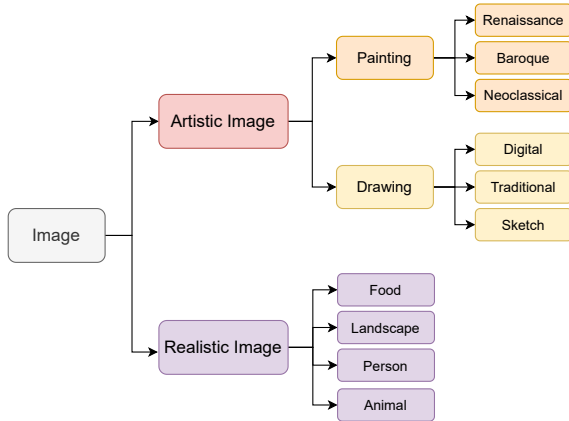 Image
Artistic Image
Painting
Renaissance
Baroque
Neoclassical
Drawing
Digital
Traditional
Sketch
Realistic Image
Food
Landscape
Person
Animal